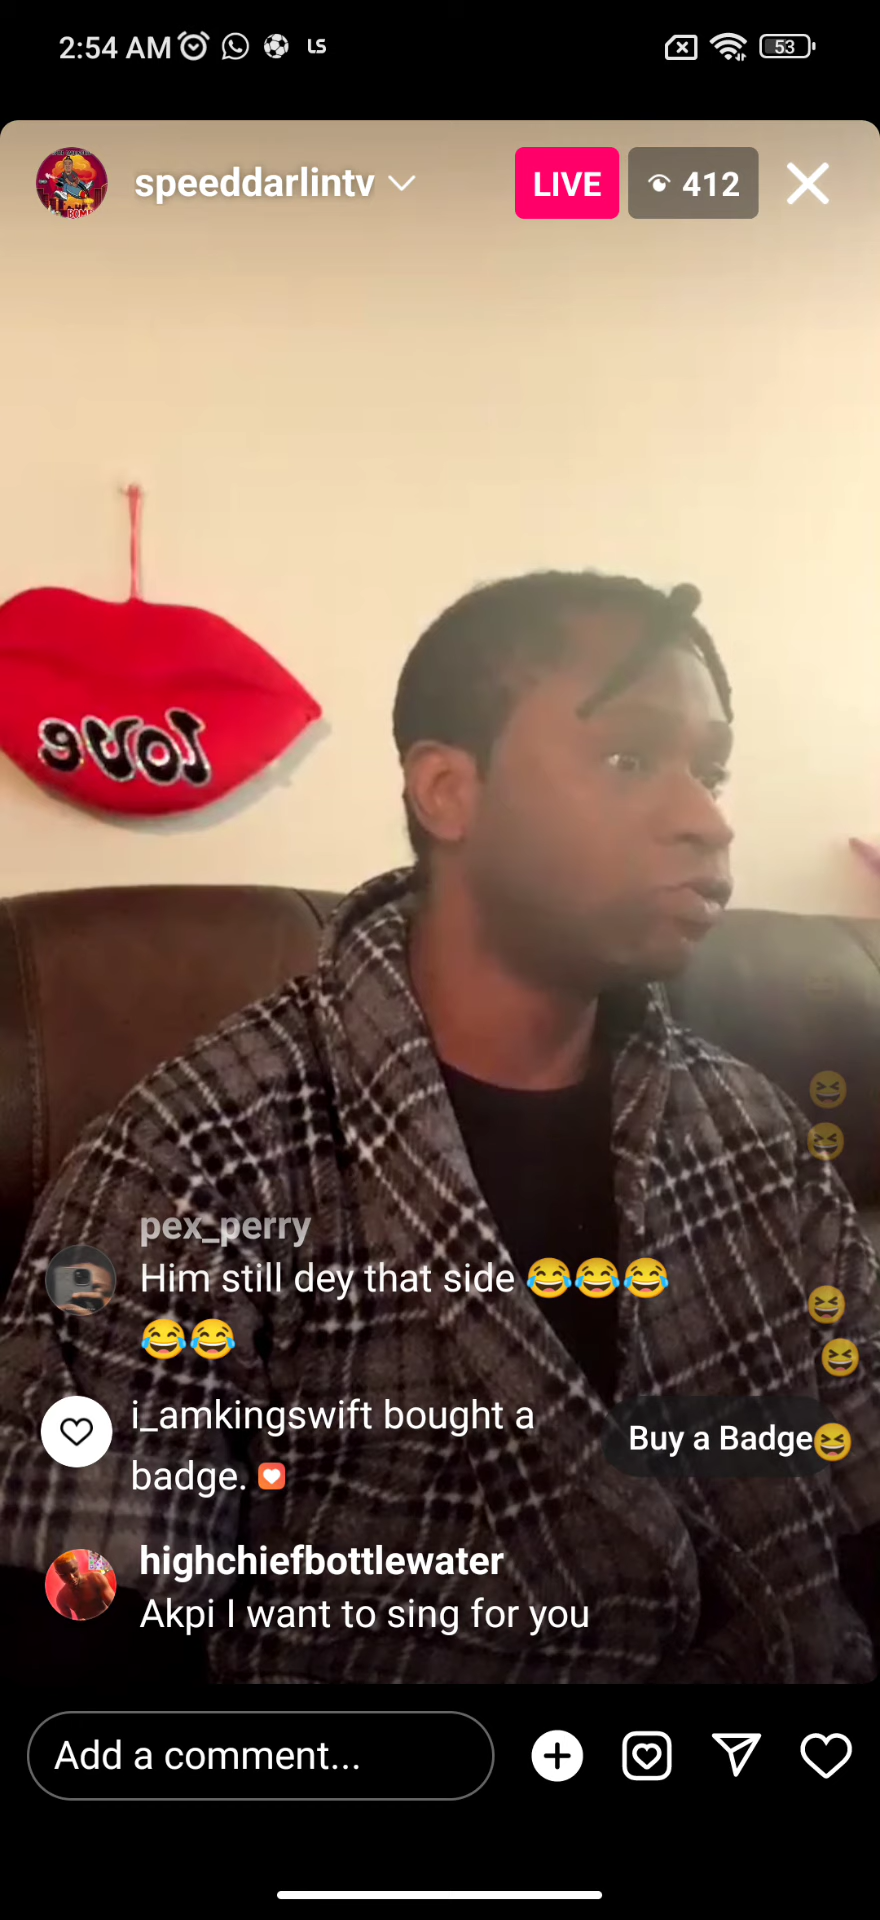 2:54 AM LS 53
speeddarlintv LIVE 412
Love
pex_perry
Him still dey that side 😂😂😂
😂😂
i_amkingswift bought a
badge.
Buy a Badge
highchiefbottlewater
Akpi I want to sing for you
Add a comment...